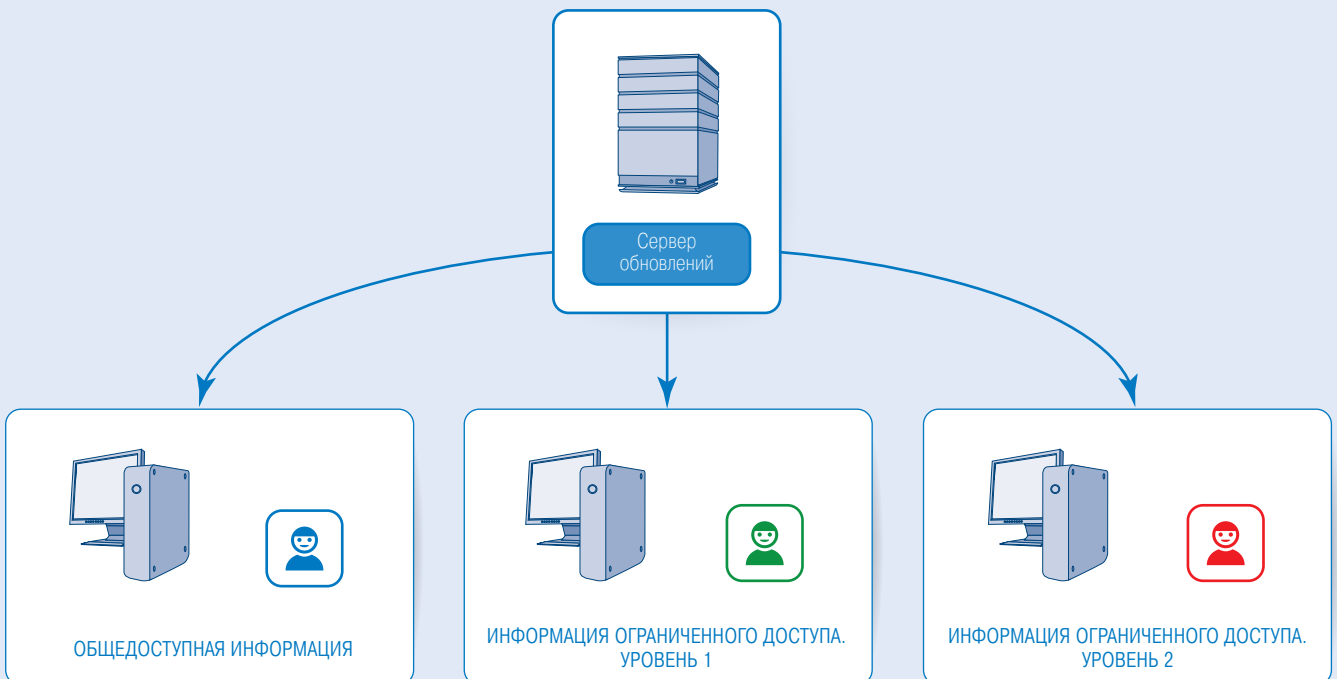 Сервер
обновлений
ОБЩЕДОСТУПНАЯ ИНФОРМАЦИЯ
ИНФОРМАЦИЯ ОГРАНИЧЕННОГО ДОСТУПА.
УРОВЕНЬ 1
ИНФОРМАЦИЯ ОГРАНИЧЕННОГО ДОСТУПА.
УРОВЕНЬ 2